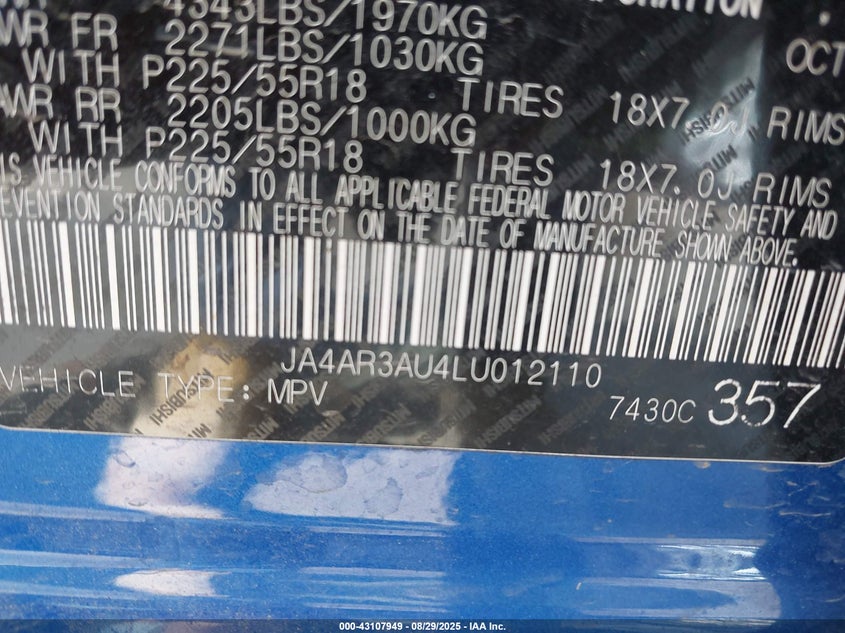 4343LBS/1970KG
WR FR 2271LBS/1030KG OCT
WITH P225/55R18 TIRES 18X7.0J RIMS
WR RR 2205LBS/1000KG
WITH P225/55R18 TIRES 18X7.0J RIMS
IS VEHICLE CONFORMS TO ALL APPLICABLE FEDERAL MOTOR VEHICLE SAFETY AND
EVENTION STANDARDS IN EFFECT ON THE DATE OF MANUFACTURE SHOWN ABOVE.
JA4AR3AU4LU012110
VEHICLE TYPE: MPV 7430C 357
MITSUBISHI
000-43107949 - 08/29/2025 - IAA Inc.